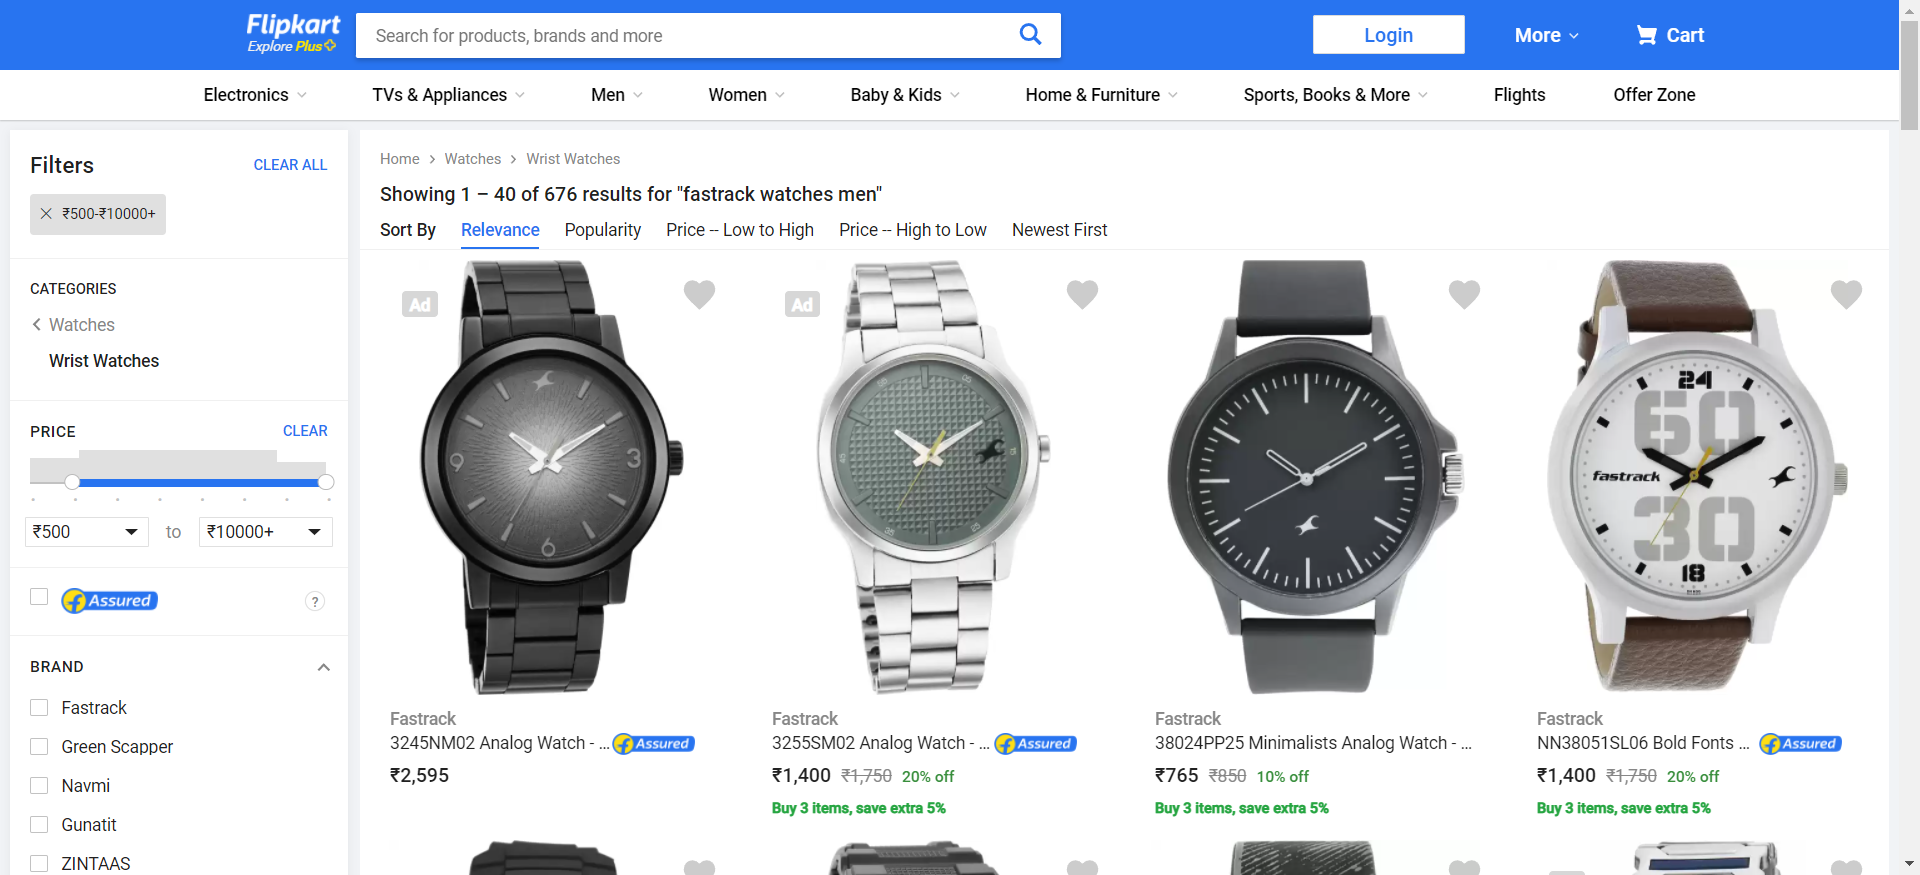 Flipkart
Explore Plus
Search for products, brands and more
Login
More
Cart
Electronics
TVs & Appliances
Men
Women
Baby & Kids
Home & Furniture
Sports, Books & More
Flights
Offer Zone
Filters
CLEAR ALL
₹500-₹10000+
CATEGORIES
Watches
Wrist Watches
PRICE
CLEAR
₹500
to
₹10000+
Assured
?
BRAND
Fastrack
Green Scapper
Navmi
Gunatit
ZINTAAS
Home
Watches
Wrist Watches
Showing 1 – 40 of 676 results for "fastrack watches men"
Sort By
Relevance
Popularity
Price -- Low to High
Price -- High to Low
Newest First
Ad
9
3
6
Fastrack
3245NM02 Analog Watch - ...
Assured
₹2,595
Ad
Fastrack
3255SM02 Analog Watch - ...
Assured
₹1,400 ₹1,750 20% off
Buy 3 items, save extra 5%
Fastrack
38024PP25 Minimalists Analog Watch - ...
₹765 ₹850 10% off
Buy 3 items, save extra 5%
24
60
fastrack
30
18
Fastrack
NN38051SL06 Bold Fonts ...
Assured
₹1,400 ₹1,750 20% off
Buy 3 items, save extra 5%